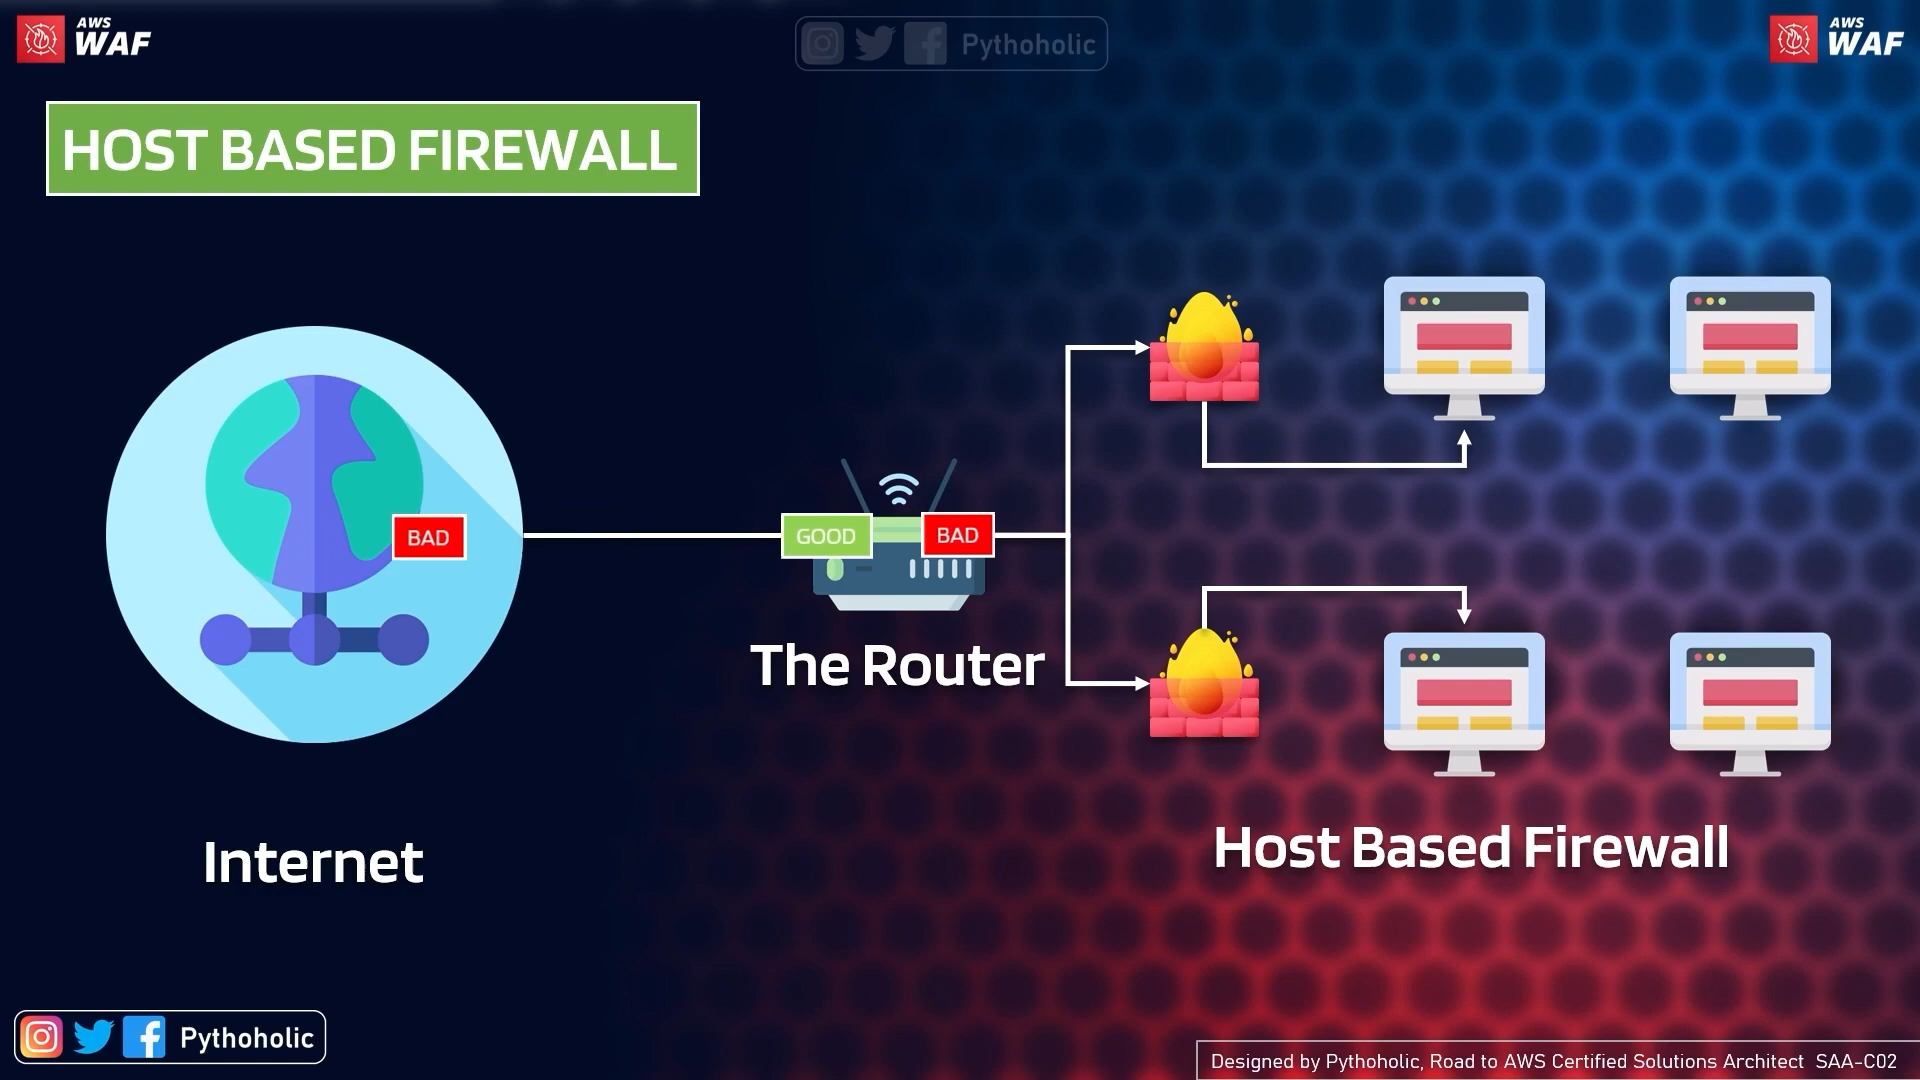 AWS
WAF
Pythoholic
AWS
WAF
HOST BASED FIREWALL
BAD
GOOD
BAD
The Router
Internet
Host Based Firewall
Pythoholic
Designed by Pythoholic, Road to AWS Certified Solutions Architect SAA-C02